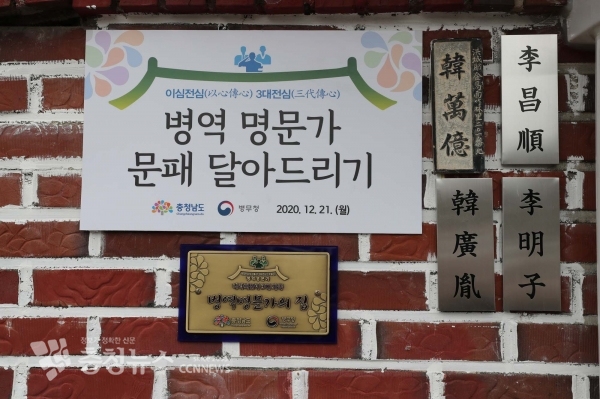 이심전심(以心傳心) 3대전심(三代傳心)
병역 명문가
문패 달아드리기
충청남도
병무청
2020. 12. 21. (월)
韓萬億
李昌順
韓廣胤
李明子
병역명문가의 집
충청뉴스
CCNNEWS